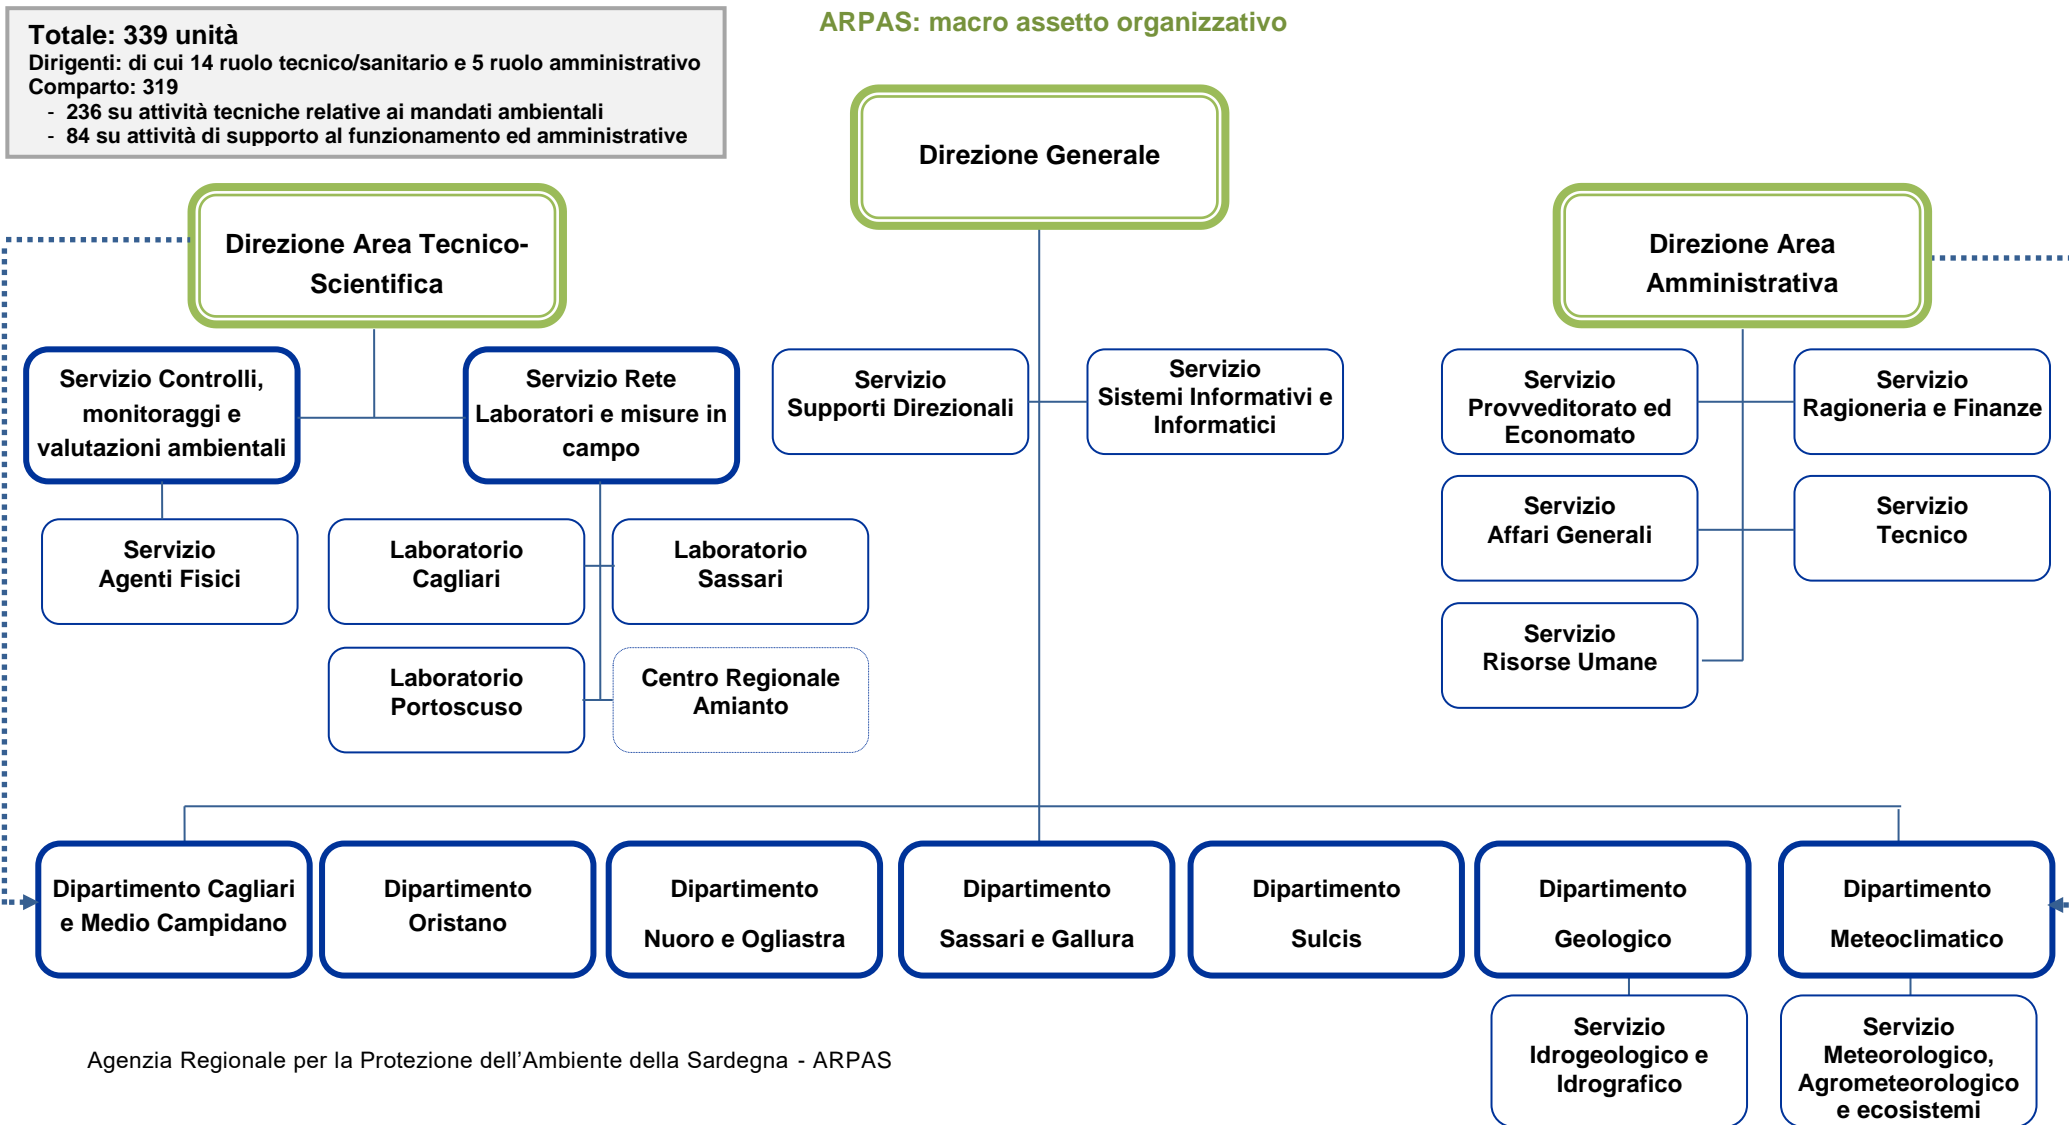 ARPAS: macro assetto organizzativo
Totale: 339 unità
Dirigenti: di cui 14 ruolo tecnico/sanitario e 5 ruolo amministrativo
Comparto: 319
- 236 su attività tecniche relative ai mandati ambientali
- 84 su attività di supporto al funzionamento ed amministrative
Direzione Generale
Direzione Area Tecnico-
Scientifica
Direzione Area
Amministrativa
Servizio Controlli,
monitoraggi e
valutazioni ambientali
Servizio Rete
Laboratori e misure in
campo
Servizio
Supporti Direzionali
Servizio
Sistemi Informativi e
Informatici
Servizio
Provveditorato ed
Economato
Servizio
Ragioneria e Finanze
Servizio
Agenti Fisici
Laboratorio
Cagliari
Laboratorio
Sassari
Servizio
Affari Generali
Servizio
Tecnico
Laboratorio
Portoscuso
Centro Regionale
Amianto
Servizio
Risorse Umane
Dipartimento Cagliari
e Medio Campidano
Dipartimento
Oristano
Dipartimento
Nuoro e Ogliastra
Dipartimento
Sassari e Gallura
Dipartimento
Sulcis
Dipartimento
Geologico
Dipartimento
Meteoclimatico
Servizio
Idrogeologico e
Idrografico
Servizio
Meteorologico,
Agrometeorologico
e ecosistemi
Agenzia Regionale per la Protezione dell'Ambiente della Sardegna - ARPAS